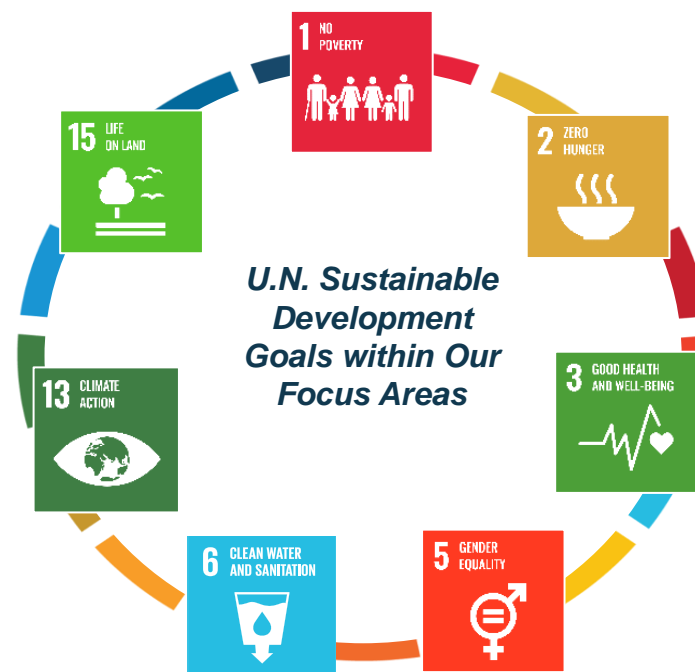 1 NO
POVERTY
2 ZERO
HUNGER
3 GOOD HEALTH
AND WELL-BEING
5 GENDER
EQUALITY
6 CLEAN WATER
AND SANITATION
13 CLIMATE
ACTION
15 LIFE
ON LAND
U.N. Sustainable
Development
Goals within Our
Focus Areas